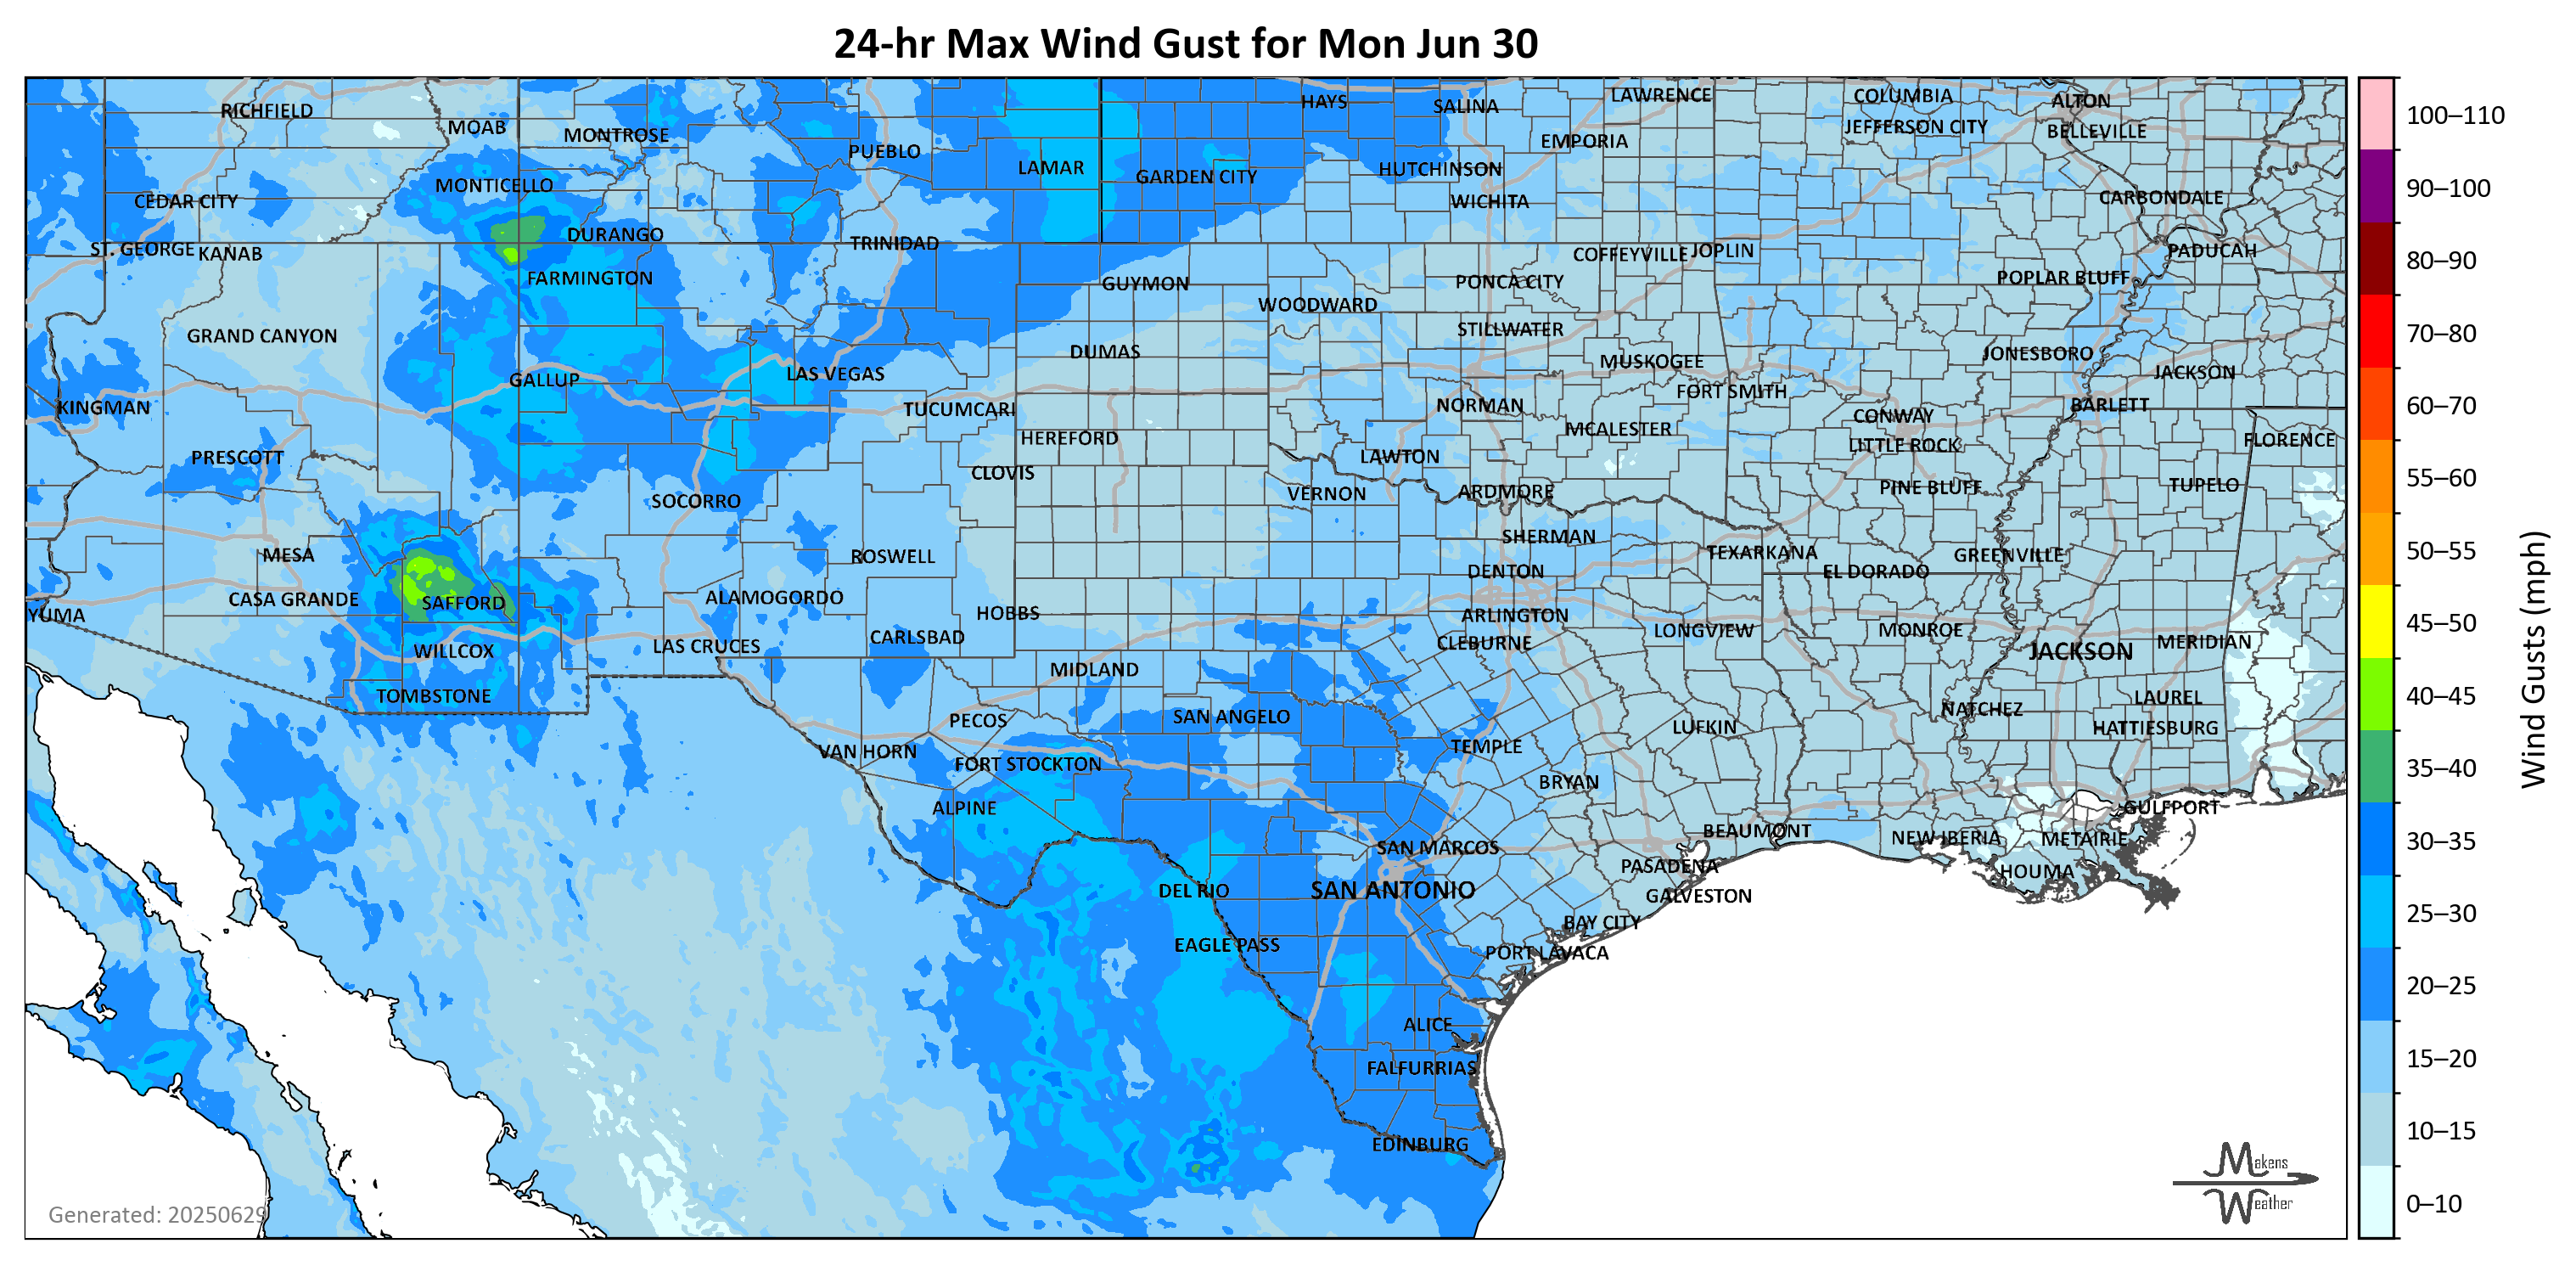 24-hr Max Wind Gust for Mon Jun 30
RICHFIELD
MOAB
MONTROSE
PUEBLO
LAMAR
HAYS
SALINA
LAWRENCE
COLUMBIA
ALTON
EMPORIA
JEFFERSON CITY
BELLEVILLE
CEDAR CITY
MONTICELLO
GARDEN CITY
HUTCHINSON
WICHITA
CARBONDALE
ST. GEORGE
KANAB
DURANGO
TRINIDAD
COFFEYVILLE
JOPLIN
PADUCAH
FARMINGTON
GUYMON
PONCA CITY
POPLAR BLUFF
WOODWARD
GRAND CANYON
DUMAS
STILLWATER
MUSKOGEE
JONESBORO
JACKSON
GALLUP
LAS VEGAS
FORT SMITH
KINGMAN
TUCUMCARI
NORMAN
CONWAY
BARLETT
PRESCOTT
HEREFORD
MCALESTER
LITTLE ROCK
FLORENCE
CLOVIS
LAWTON
SOCORRO
VERNON
ARDMORE
PINE BLUFF
TUPELO
MESA
ROSWELL
SHERMAN
TEXARKANA
GREENVILLE
DENTON
EL DORADO
CASA GRANDE
SAFFORD
ALAMOGORDO
HOBBS
YUMA
ARLINGTON
WILLCOX
LAS CRUCES
CARLSBAD
CLEBURNE
LONGVIEW
MONROE
JACKSON
MERIDIAN
TOMBSTONE
MIDLAND
LAUREL
PECOS
SAN ANGELO
NATCHEZ
VAN HORN
TEMPLE
LUFKIN
HATTIESBURG
FORT STOCKTON
BRYAN
ALPINE
GULFPORT
SAN MARCOS
BEAUMONT
NEW IBERIA
METAIRIE
DEL RIO
SAN ANTONIO
PASADENA
HOUMA
GALVESTON
EAGLE PASS
BAY CITY
PORT LAVACA
ALICE
FALFURRIAS
EDINBURG
Generated: 20250629
Makens
Weather
100–110
90–100
80–90
70–80
60–70
55–60
50–55
45–50
40–45
35–40
30–35
25–30
20–25
15–20
10–15
0–10
Wind Gusts (mph)